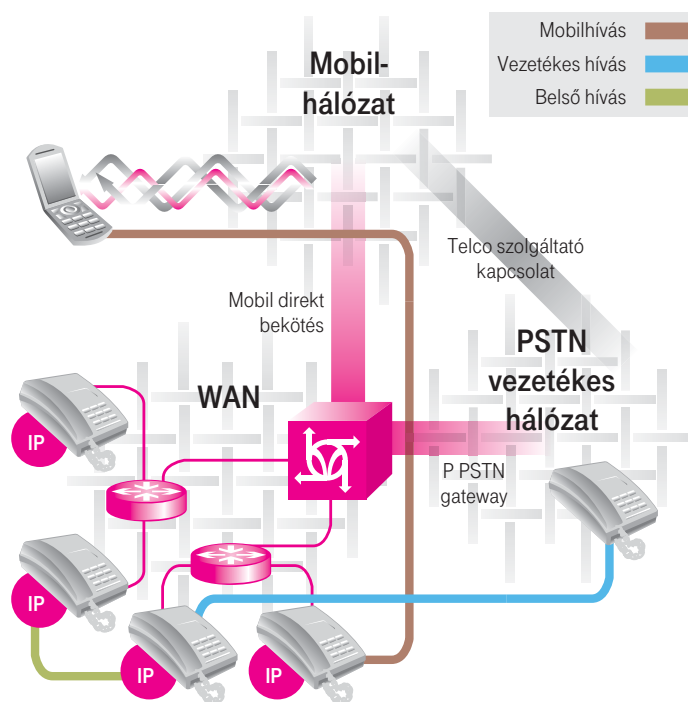 Mobilhívás
Vezetékes hívás
Belső hívás
Mobil-
hálózat
Telco szolgáltató
kapcsolat
Mobil direkt
bekötés
PSTN
vezetékes
hálózat
WAN
IP
P PSTN
gateway
IP
IP
IP